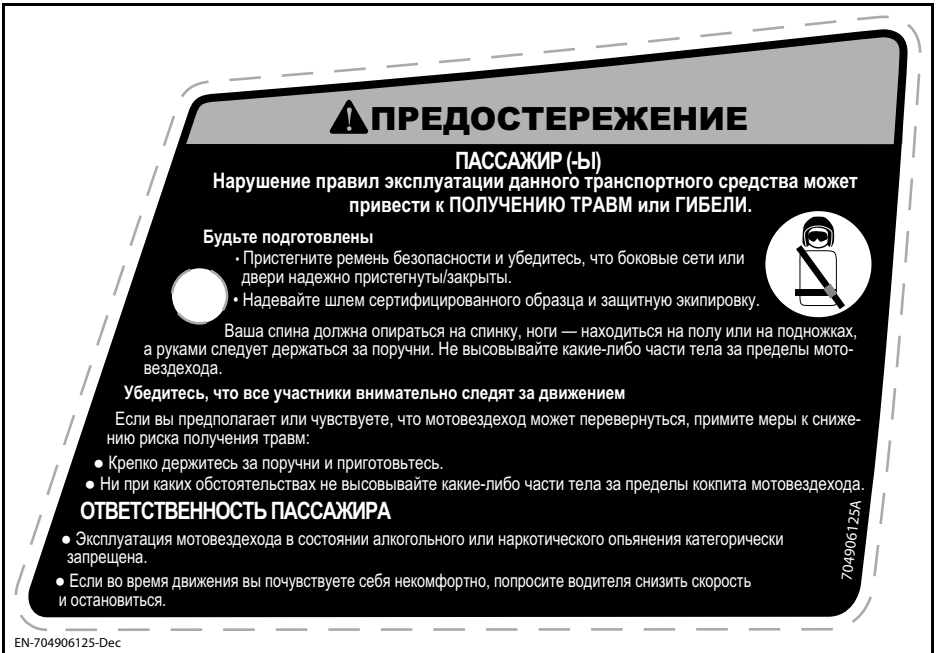 ПРЕДОСТЕРЕЖЕНИЕ
ПАССАЖИР (-Ы)
Нарушение правил эксплуатации данного транспортного средства может
привести к ПОЛУЧЕНИЮ ТРАВМ или ГИБЕЛИ.
Будьте подготовлены
• Пристегните ремень безопасности и убедитесь, что боковые сети или
двери надежно пристегнуты/закрыты.
• Надевайте шлем сертифицированного образца и защитную экипировку.
Ваша спина должна опираться на спинку, ноги — находиться на полу или на подножках,
а руками следует держаться за поручни. Не высовывайте какие-либо части тела за пределы мото-
вездехода.
Убедитесь, что все участники внимательно следят за движением
Если вы предполагает или чувствуете, что мотовездеход может перевернуться, примите меры к сниже-
нию риска получения травм:
● Крепко держитесь за поручни и приготовьтесь.
● Ни при каких обстоятельствах не высовывайте какие-либо части тела за пределы кокпита мотовездехода.
ОТВЕТСТВЕННОСТЬ ПАССАЖИРА
● Эксплуатация мотовездехода в состоянии алкогольного или наркотического опьянения категорически
запрещена.
● Если во время движения вы почувствуете себя некомфортно, попросите водителя снизить скорость
и остановиться.
704906125A
EN-704906125-Dec